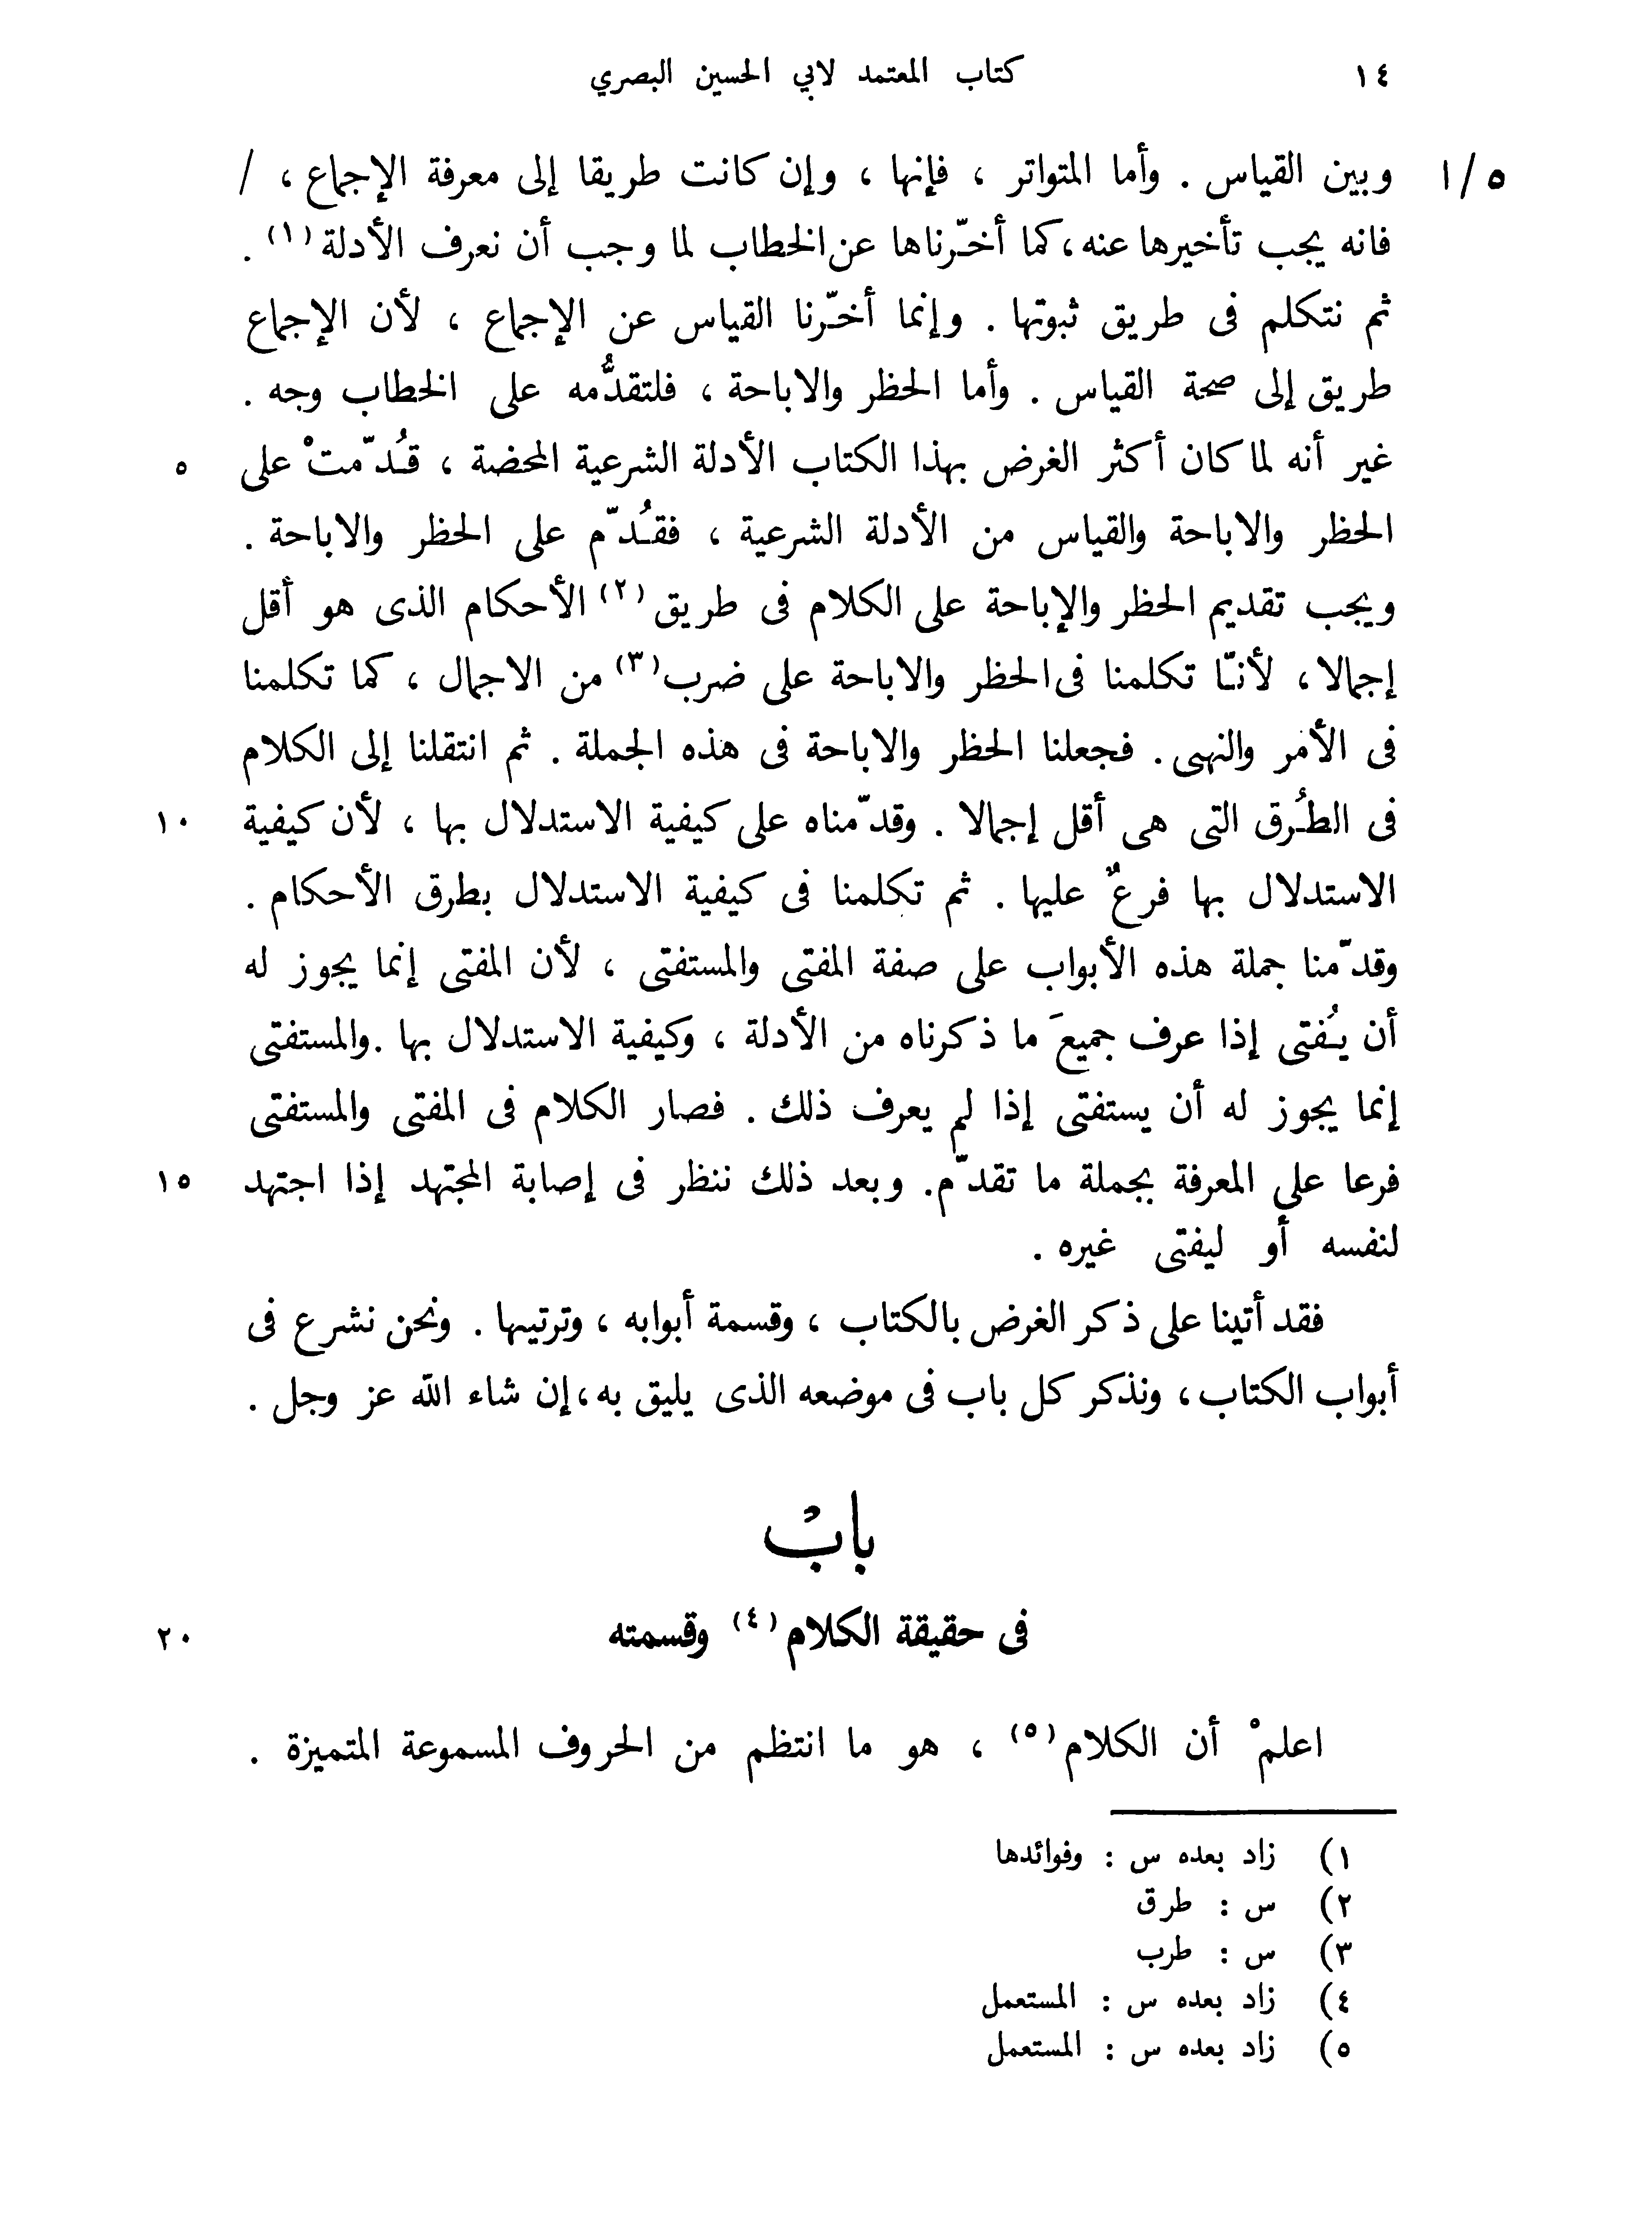 ١٤ كتاب المعتمد لابي الحسين البصري
٥/ا وبين القياس . وأما المتواتر ، فإنها ، وإن كانت طريقا إلى معرفة الإجماع ، /
فانه يجب تأخيرها عنه، كما أخّرناها عن الخطاب لما وجب أن نعرف الأدلة (١) .
ثم نتكلم فى طريق ثبوتها . وإنما أخّرنا القياس عن الإجماع ، لأن الإجماع
طريق إلى صحة القياس . وأما الحظر والاباحة ، فلتقدُّمه على الخطاب وجه .
غير أنه لما كان أكثر الغرض بهذا الكتاب الأدلة الشرعية المحضة ، قُدّمتْ على ٥
الحظر والاباحة والقياس من الأدلة الشرعية ، فقُدّم على الحظر والاباحة .
ويجب تقديم الحظر والإباحة على الكلام فى طريق (٢) الأحكام الذى هو أقل
إجمالا ، لأنّا تكلمنا فى الحظر والاباحة على ضرب (٣) من الاجمال ، كما تكلمنا
فى الأمر والنهى . فجعلنا الحظر والاباحة فى هذه الجملة . ثم انتقلنا إلى الكلام
فى الطُرق التى هى أقل إجمالا . وقدّمناه على كيفية الاستدلال بها ، لأن كيفية ١٠
الاستدلال بها فرعٌ عليها . ثم تكلمنا فى كيفية الاستدلال بطرق الأحكام .
وقدّمنا جملة هذه الأبواب على صفة المفتى والمستفتى ، لأن المفتى إنما يجوز له
أن يُفتى إذا عرف جميعَ ما ذكرناه من الأدلة ، وكيفية الاستدلال بها . والمستفتى
إنما يجوز له أن يستفتى إذا لم يعرف ذلك . فصار الكلام فى المفتى والمستفتى
فرعا على المعرفة بجملة ما تقدّم . وبعد ذلك ننظر فى إصابة المجتهد إذا اجتهد ١٥
لنفسه أو ليفتى غيره .
فقد أتينا على ذكر الغرض بالكتاب ، وقسمة أبوابه ، وترتيبها . ونحن نشرع فى
أبواب الكتاب ، ونذكر كل باب فى موضعه الذى يليق به ، إن شاء الله عز وجل .
بابٌ
فى حقيقة الكلام (٤) وقسمته ٢٠
اعلمْ أن الكلام (٥) ، هو ما انتظم من الحروف المسموعة المتميزة .
١) زاد بعده س : وفوائدها
٢) س : طرق
٣) س : طرب
٤) زاد بعده س : المستعمل
٥) زاد بعده س : المستعمل